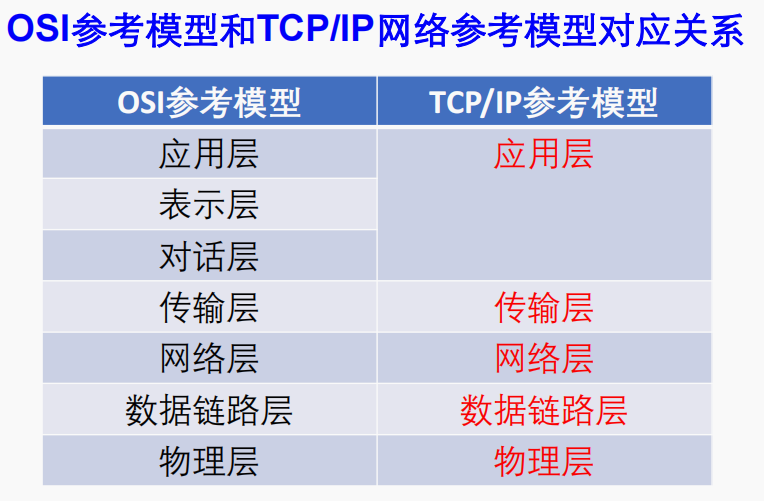 OSI参考模型和TCP/IP网络参考模型对应关系
OSI参考模型 TCP/IP参考模型
应用层 应用层
表示层
对话层
传输层 传输层
网络层 网络层
数据链路层 数据链路层
物理层 物理层